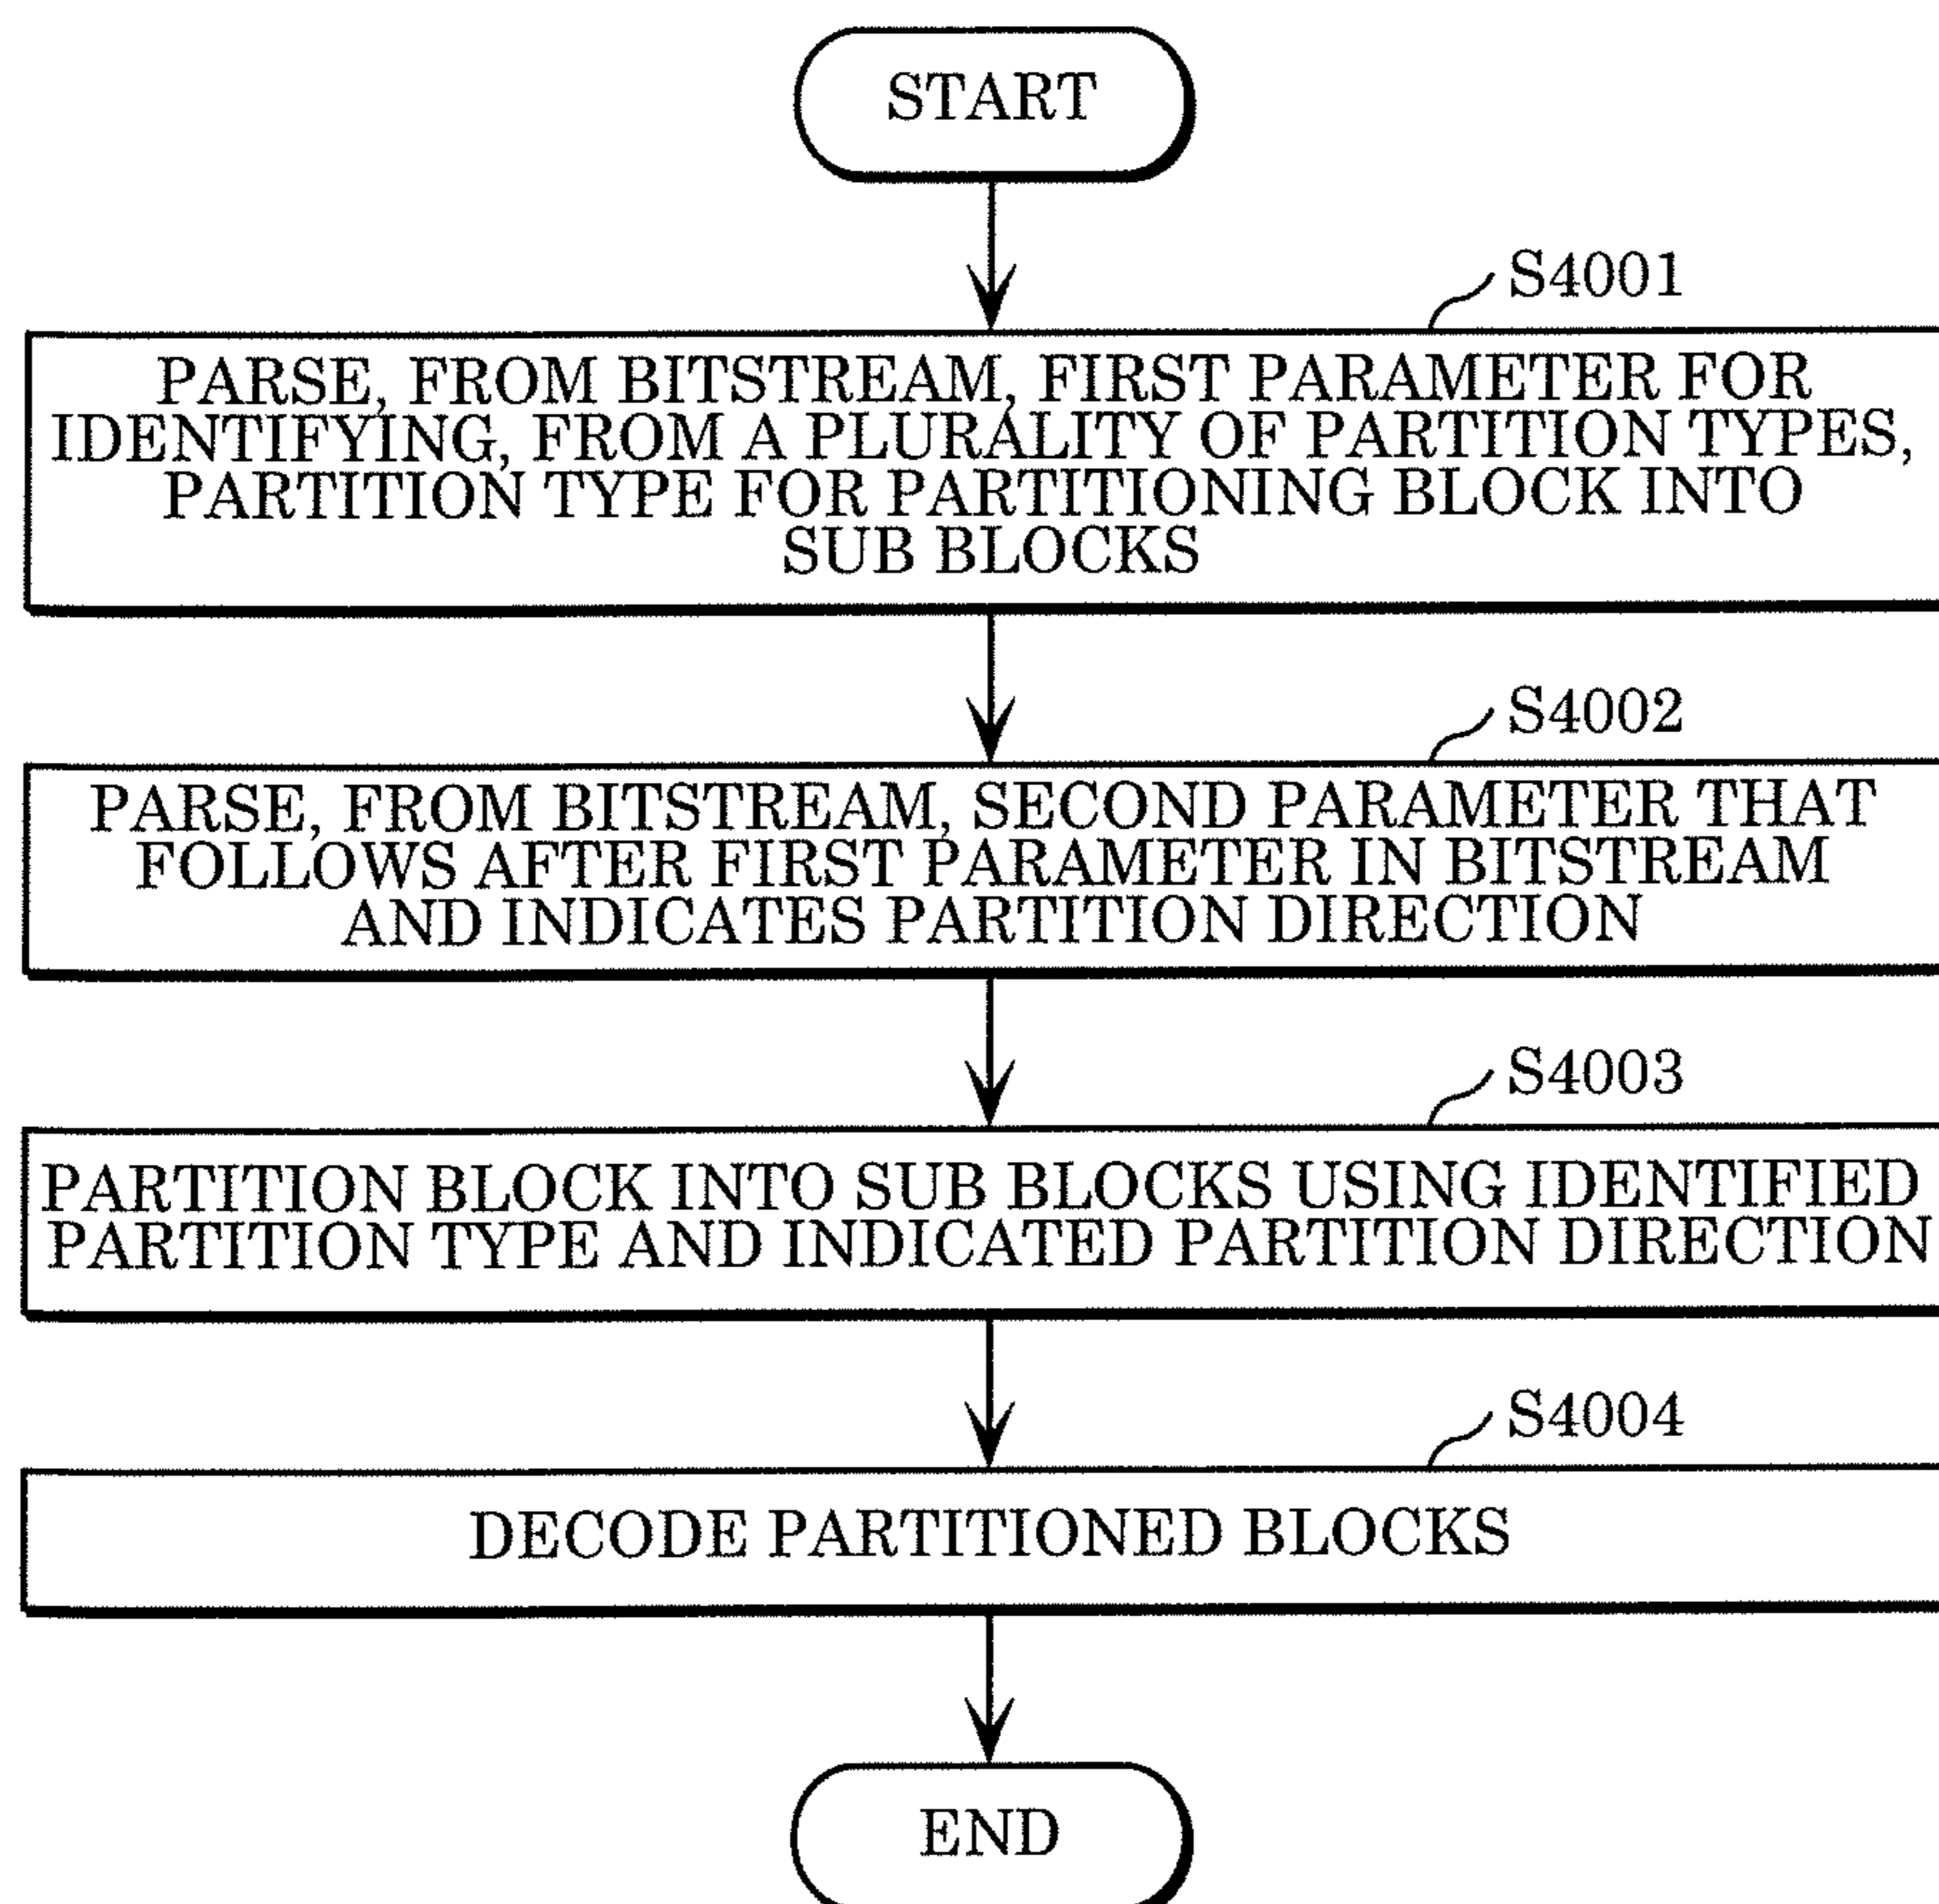 START
S4001
PARSE, FROM BITSTREAM, FIRST PARAMETER FOR
IDENTIFYING, FROM A PLURALITY OF PARTITION TYPES,
PARTITION TYPE FOR PARTITIONING BLOCK INTO
SUB BLOCKS
S4002
PARSE, FROM BITSTREAM, SECOND PARAMETER THAT
FOLLOWS AFTER FIRST PARAMETER IN BITSTREAM
AND INDICATES PARTITION DIRECTION
S4003
PARTITION BLOCK INTO SUB BLOCKS USING IDENTIFIED
PARTITION TYPE AND INDICATED PARTITION DIRECTION
S4004
DECODE PARTITIONED BLOCKS
END